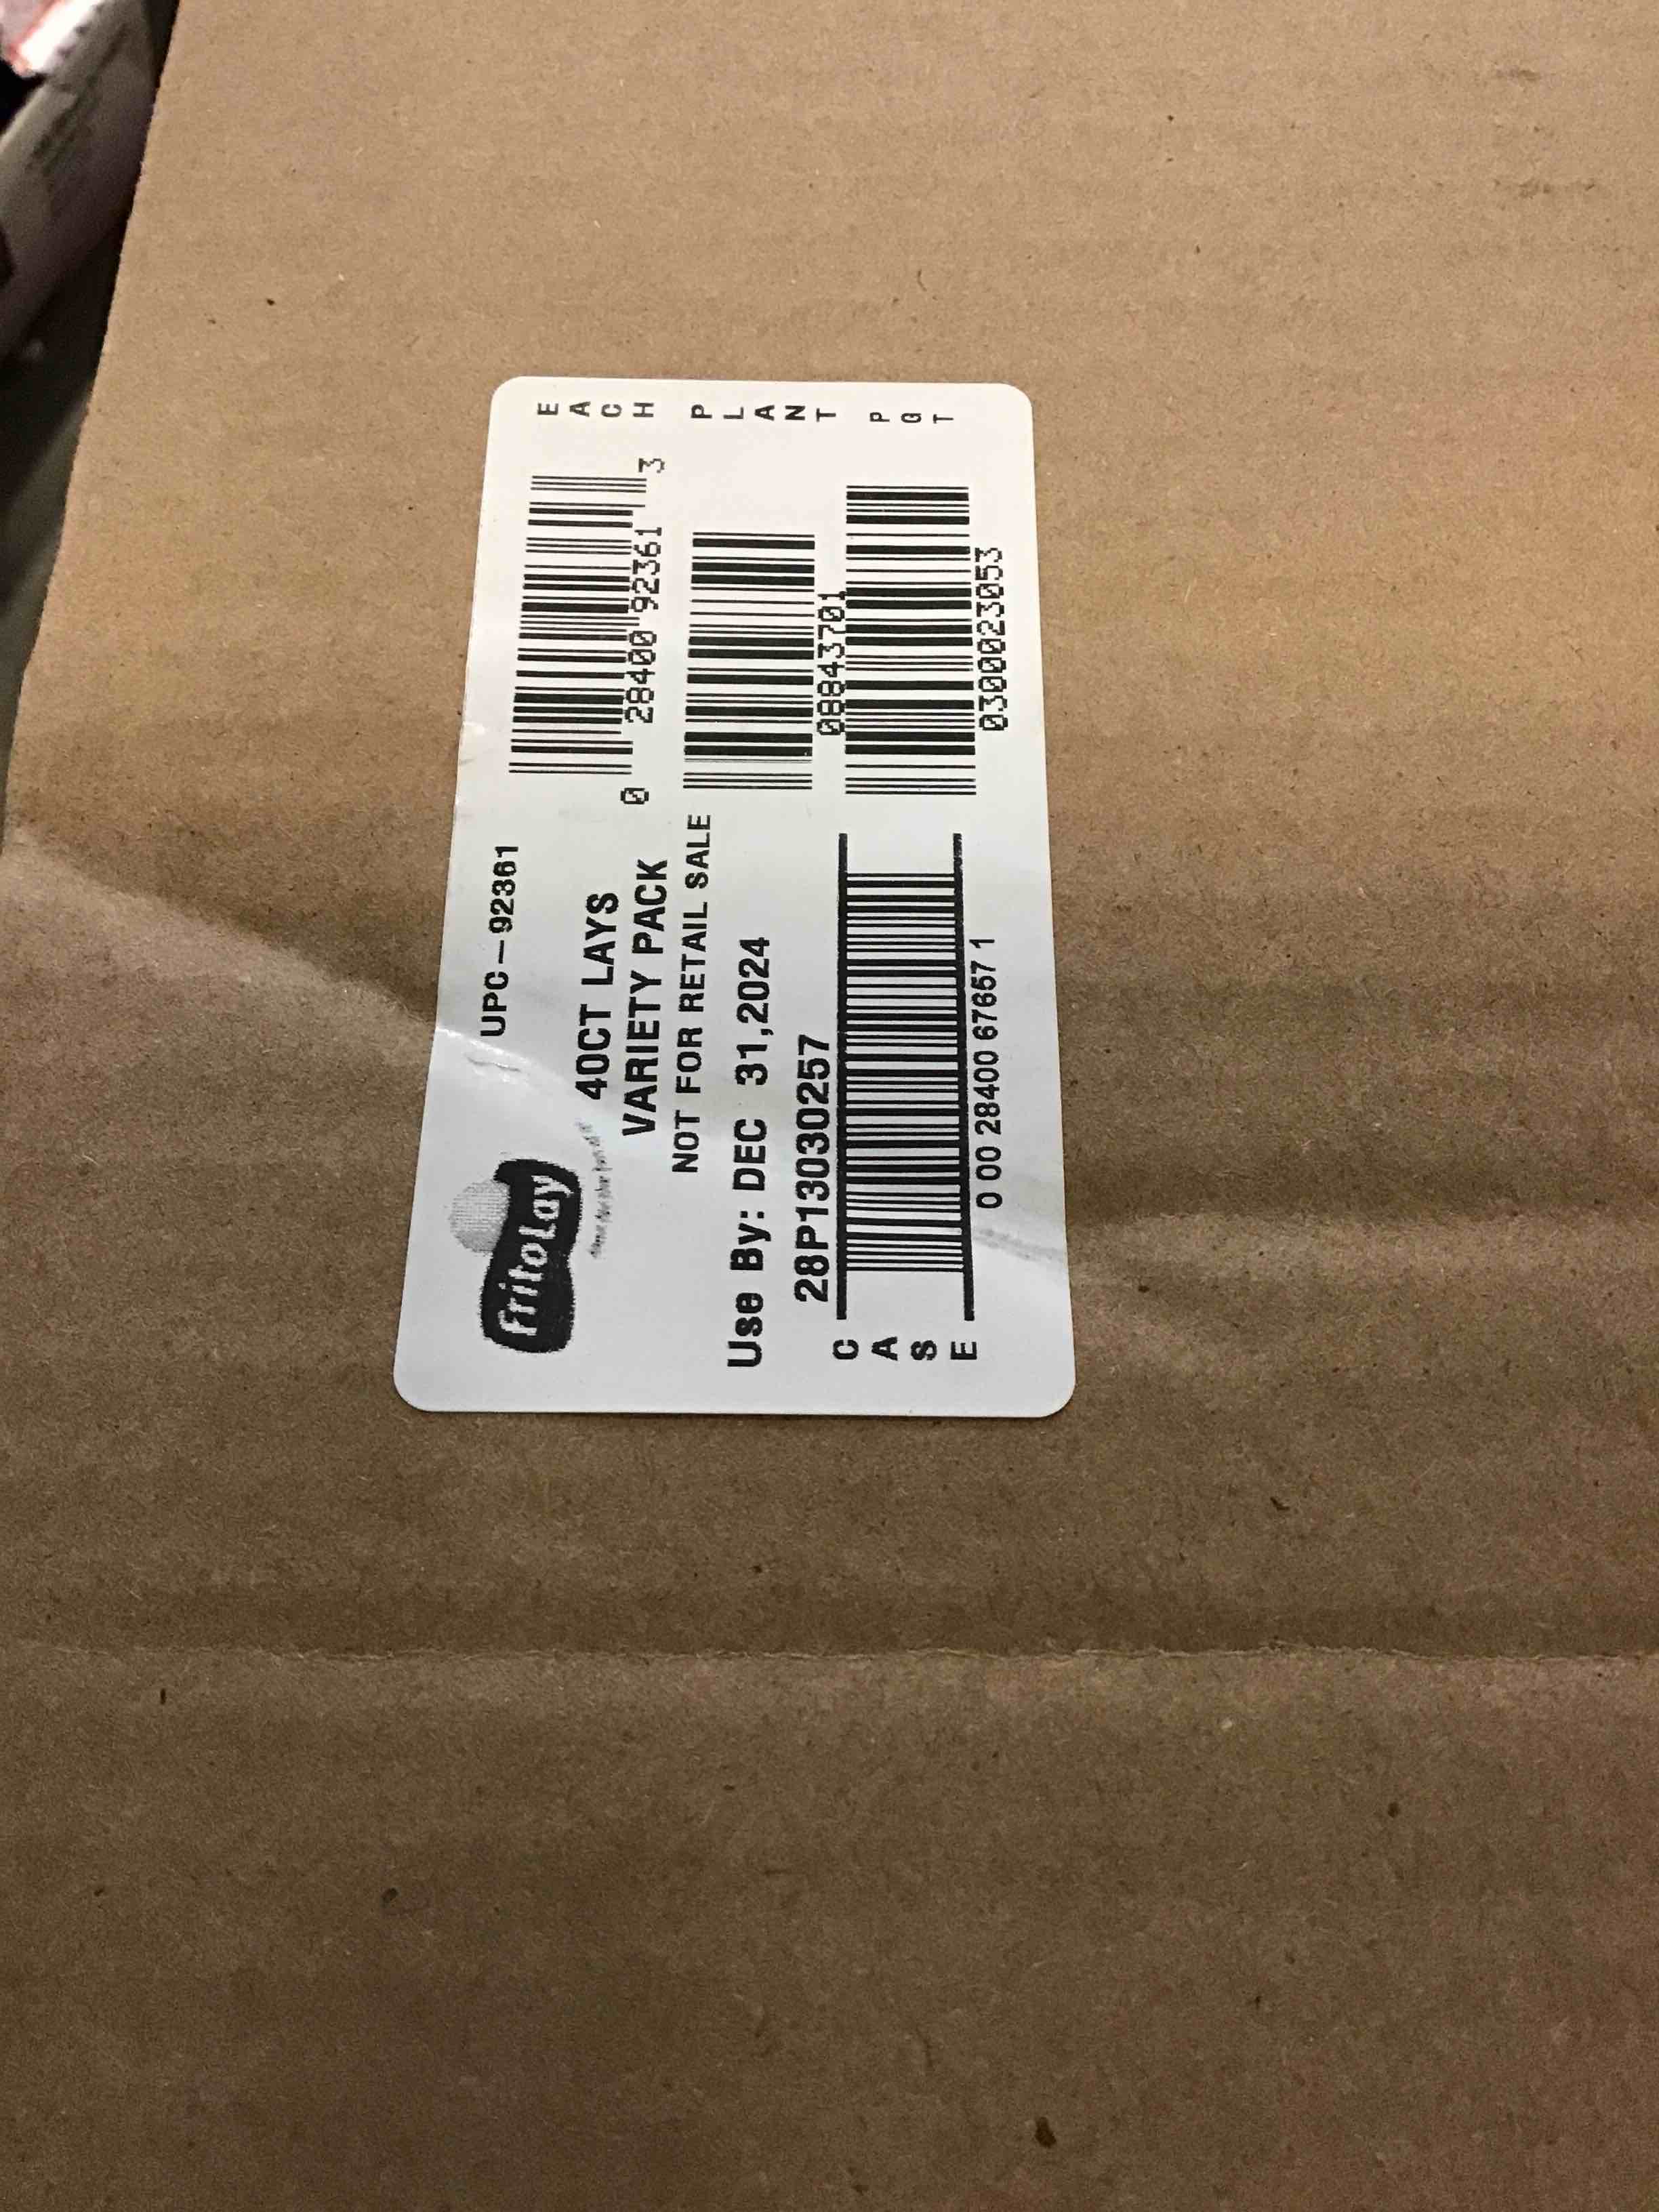 UPC-92361
FritoLay
40CT LAYS
VARIETY PACK
NOT FOR RETAIL SALE
Use By: DEC 31,2024
28P13030257
CASE
0 00 28400 67657 1
EACH
0 28400 92361 3
PLANT
08843701
PGT
0300023053